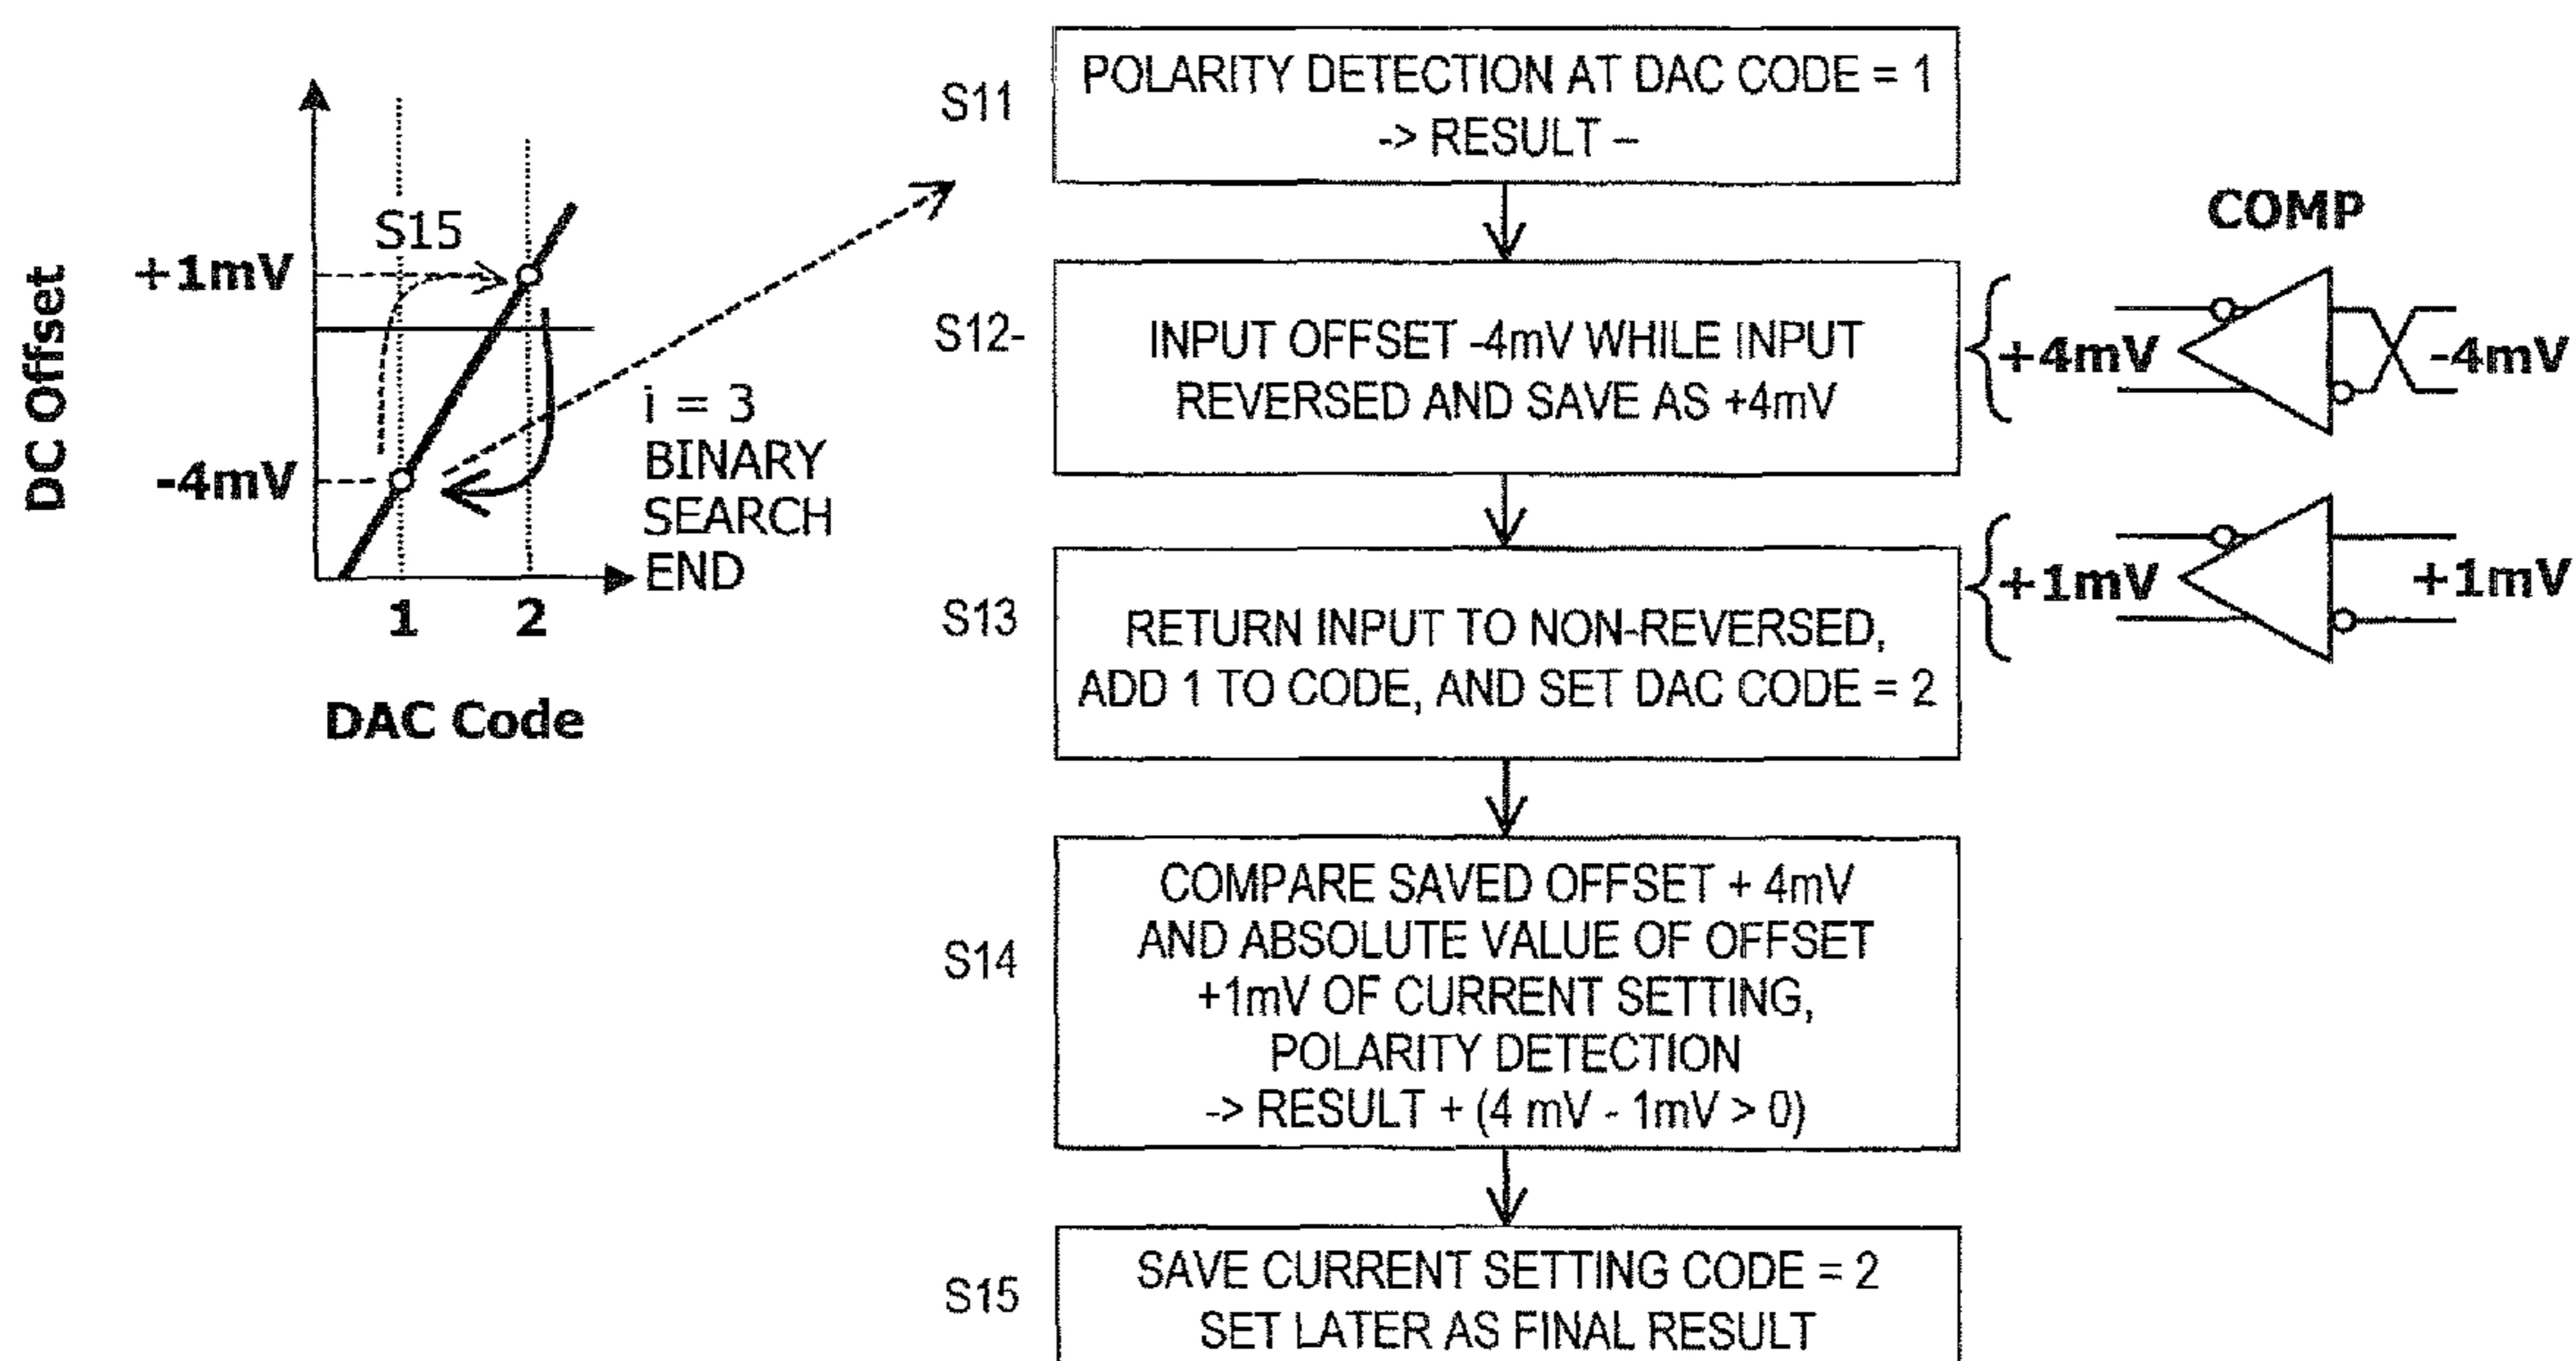 DC Offset
+1mV
-4mV
S15
1
2
DAC Code
i = 3
BINARY
SEARCH
END
S11
POLARITY DETECTION AT DAC CODE = 1
-> RESULT –
S12-
INPUT OFFSET -4mV WHILE INPUT
REVERSED AND SAVE AS +4mV
COMP
+4mV
-4mV
S13
RETURN INPUT TO NON-REVERSED,
ADD 1 TO CODE, AND SET DAC CODE = 2
+1mV
+1mV
S14
COMPARE SAVED OFFSET + 4mV
AND ABSOLUTE VALUE OF OFFSET
+1mV OF CURRENT SETTING,
POLARITY DETECTION
-> RESULT + (4 mV - 1mV > 0)
S15
SAVE CURRENT SETTING CODE = 2
SET LATER AS FINAL RESULT